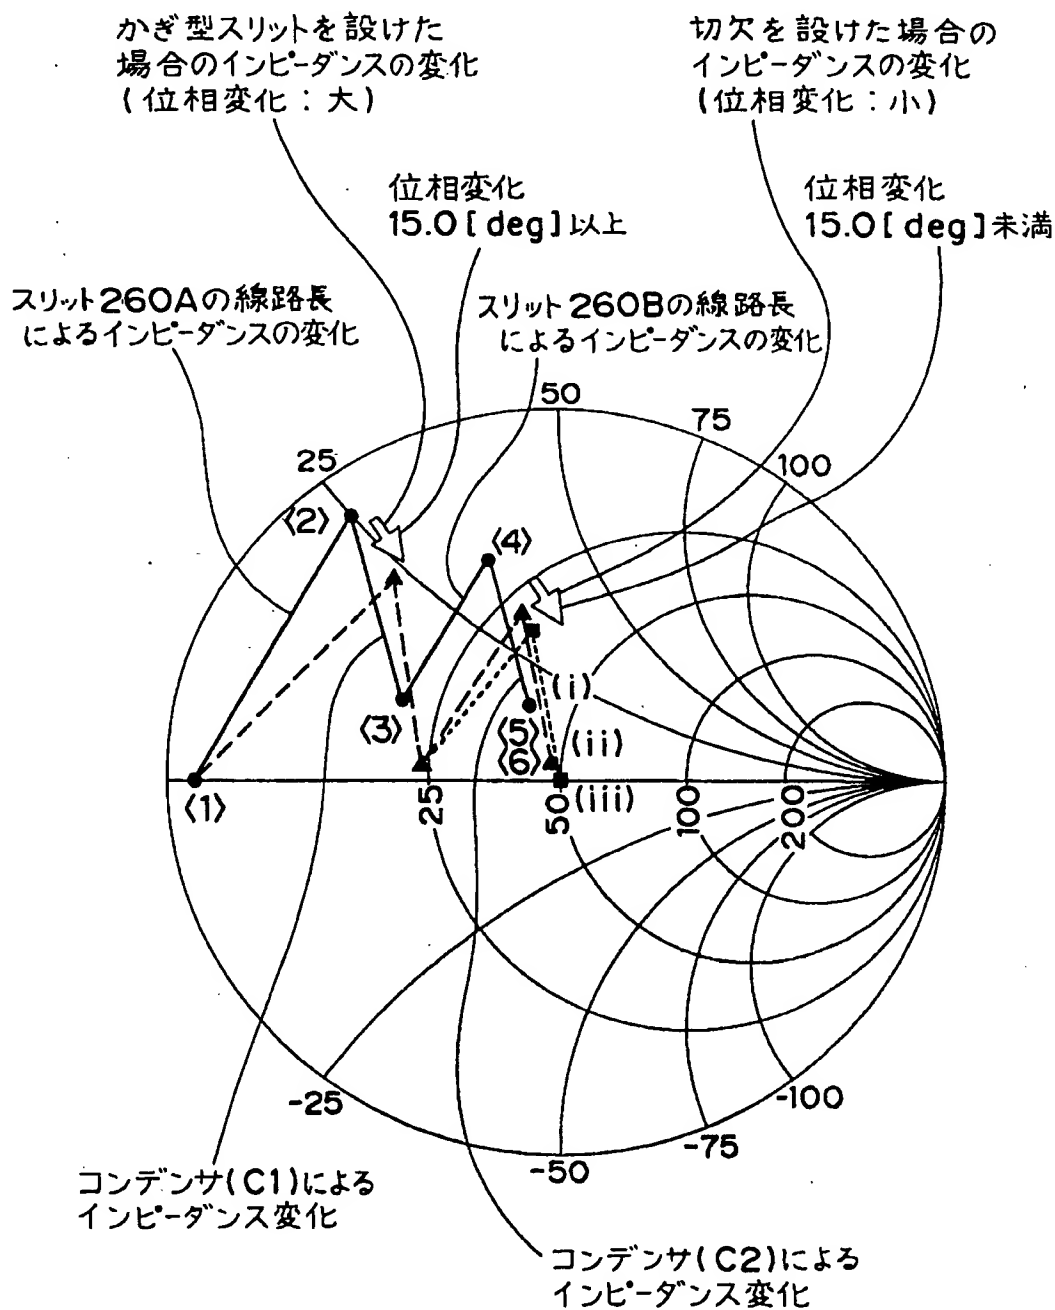 かぎ型スリットを設けた
場合のインピーダンスの変化
(位相変化：大)
切欠を設けた場合の
インピーダンスの変化
(位相変化：小)
位相変化
15.0[deg]以上
位相変化
15.0[deg]未満
スリット260Aの線路長
によるインピーダンスの変化
スリット260Bの線路長
によるインピーダンスの変化
50
75
25
100
〈2〉
〈4〉
(i)
〈3〉
〈5〉
(ii)
〈6〉
〈1〉
25
50
(iii)
100
200
-25
-100
-75
-50
コンデンサ(C1)による
インピーダンス変化
コンデンサ(C2)による
インピーダンス変化